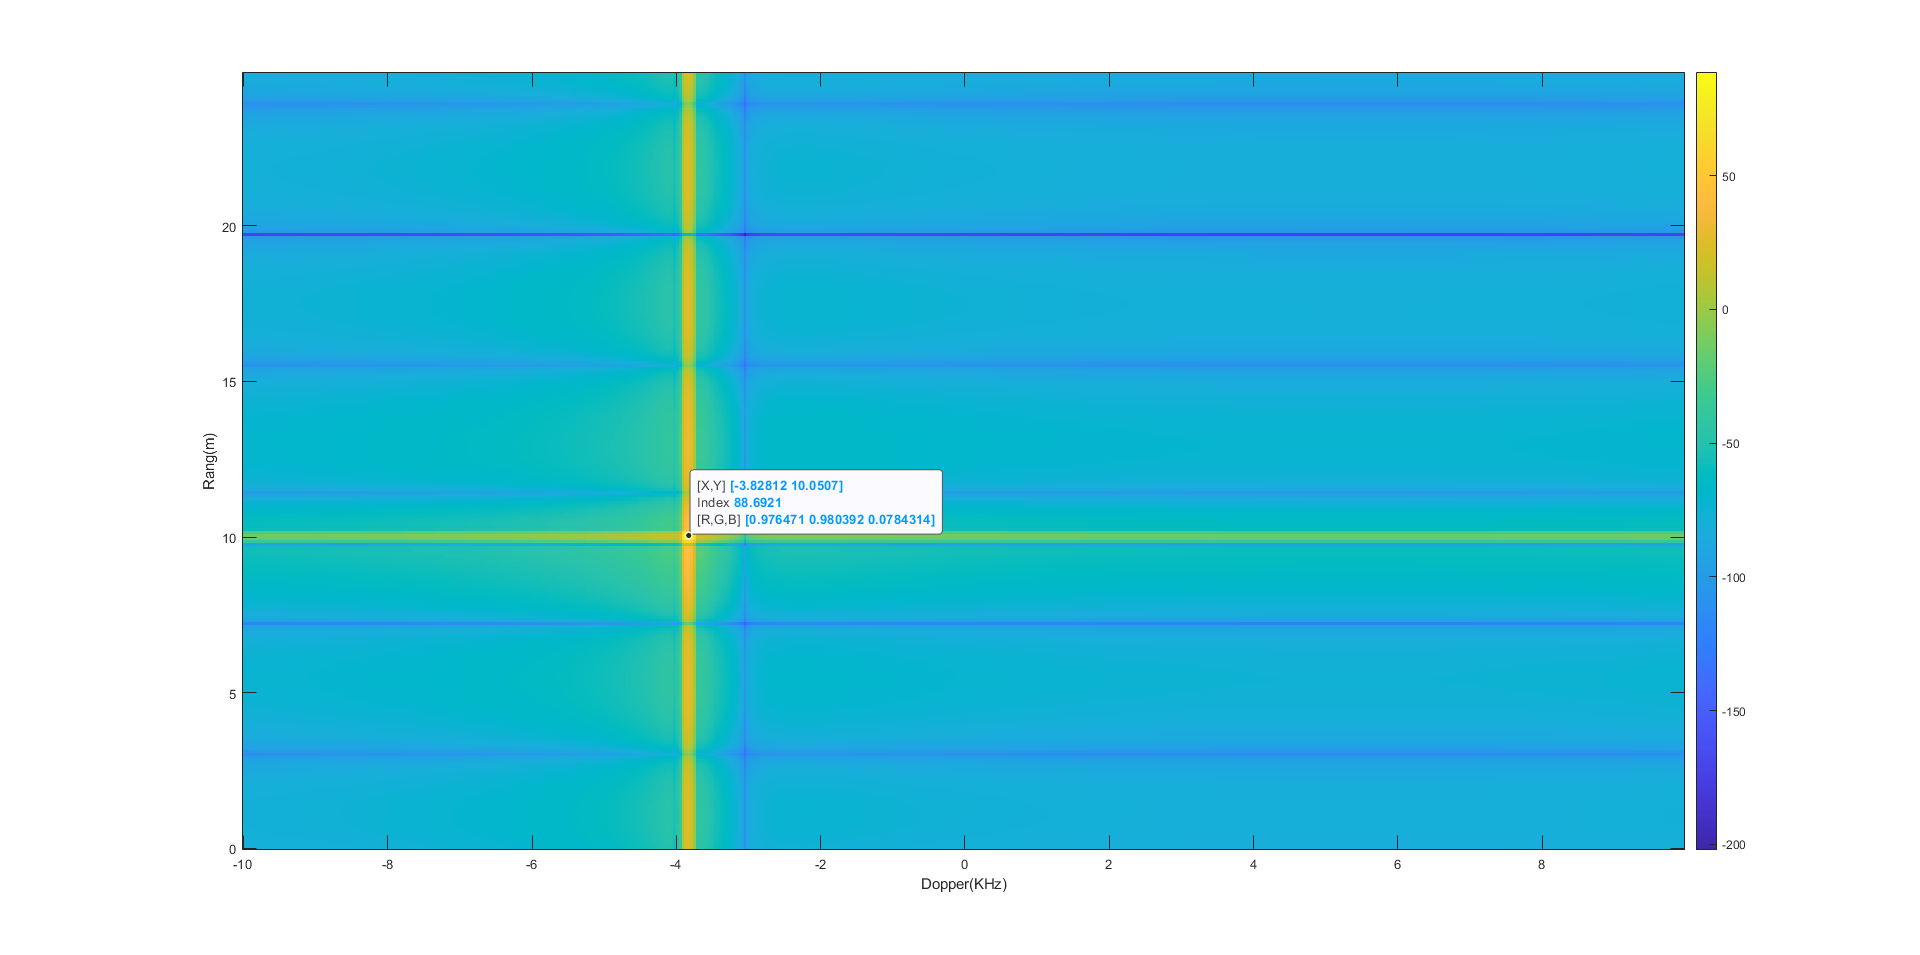 20
15
10
5
0
Rang(m)
[X,Y] [-3.82812 10.0507]
Index 88.6921
[R,G,B] [0.976471 0.980392 0.0784314]
-10 -8 -6 -4 -2 0 2 4 6 8
Dopper(KHz)
50
0
-50
-100
-150
-200